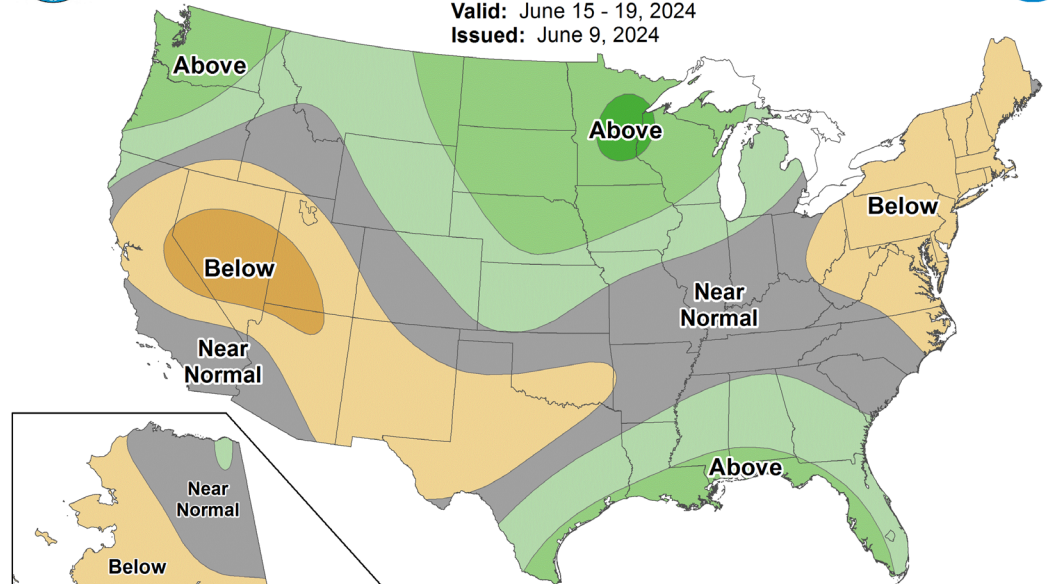 Valid: June 15 - 19, 2024
Issued: June 9, 2024
Above
Above
Below
Below
Near
Normal
Near
Normal
Above
Near
Normal
Below